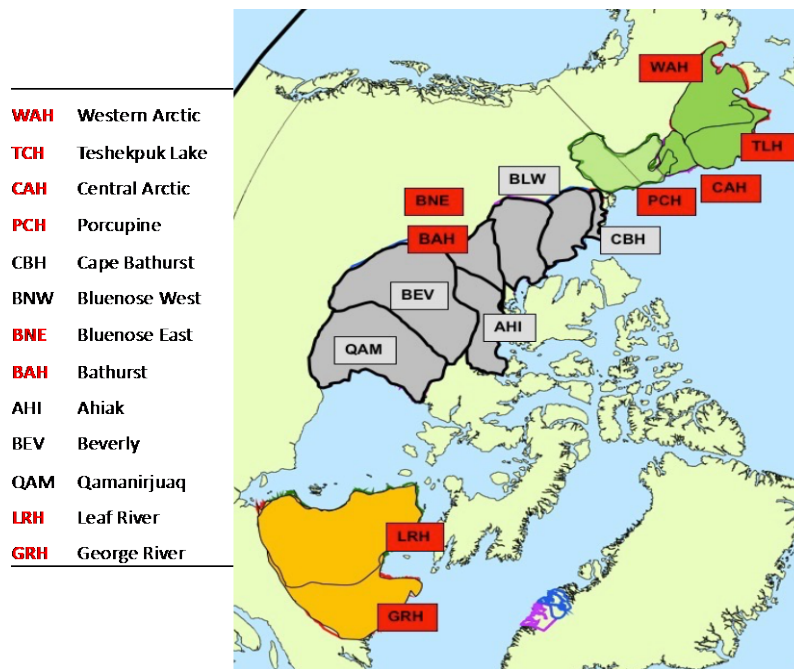 WAH Western Arctic
TCH Teshekpuk Lake
CAH Central Arctic
PCH Porcupine
CBH Cape Bathurst
BNW Bluenose West
BNE Bluenose East
BAH Bathurst
AHI Ahiak
BEV Beverly
QAM Qamanirjuaq
LRH Leaf River
GRH George River
WAH
TLH
BLW
CAH
BNE
PCH
BAH
CBH
BEV
AHI
QAM
LRH
GRH